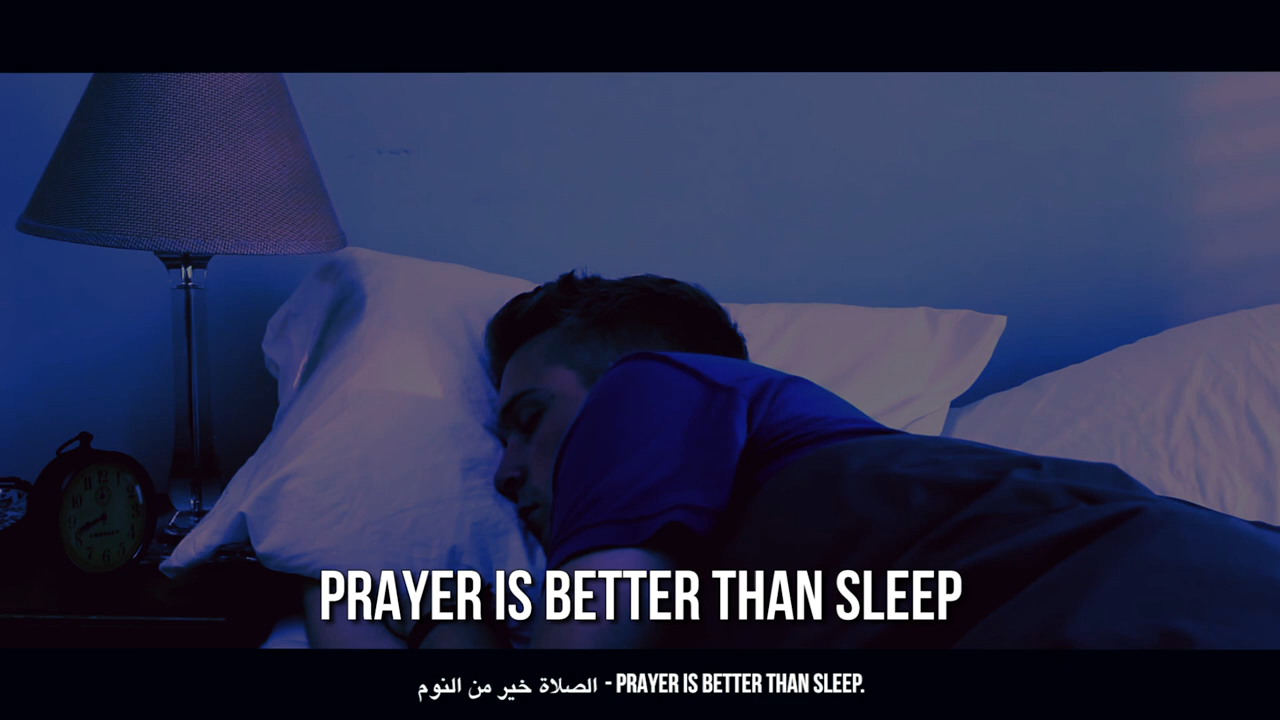 PRAYER IS BETTER THAN SLEEP
الصلاة خير من النوم - PRAYER IS BETTER THAN SLEEP.